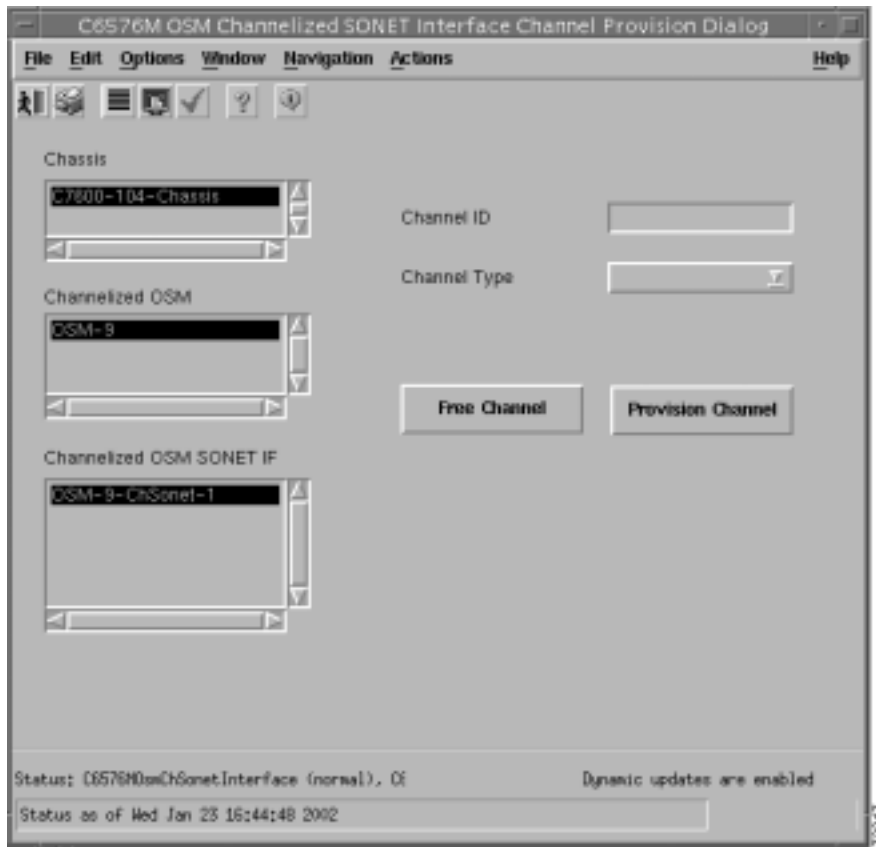 C6576M OSM Channelized SONET Interface Channel Provision Dialog
File Edit Options Window Navigation Actions Help
Chassis
C7600-104-Chassis
Channel ID
Channel Type
Channelized OSM
OSM-9
Free Channel Provision Channel
Channelized OSM SONET IF
OSM-9-ChSonet-1
Status: C6576MOsmChSonetInterface (normal), C6 Dynamic updates are enabled
Status as of Wed Jan 23 16:44:48 2002